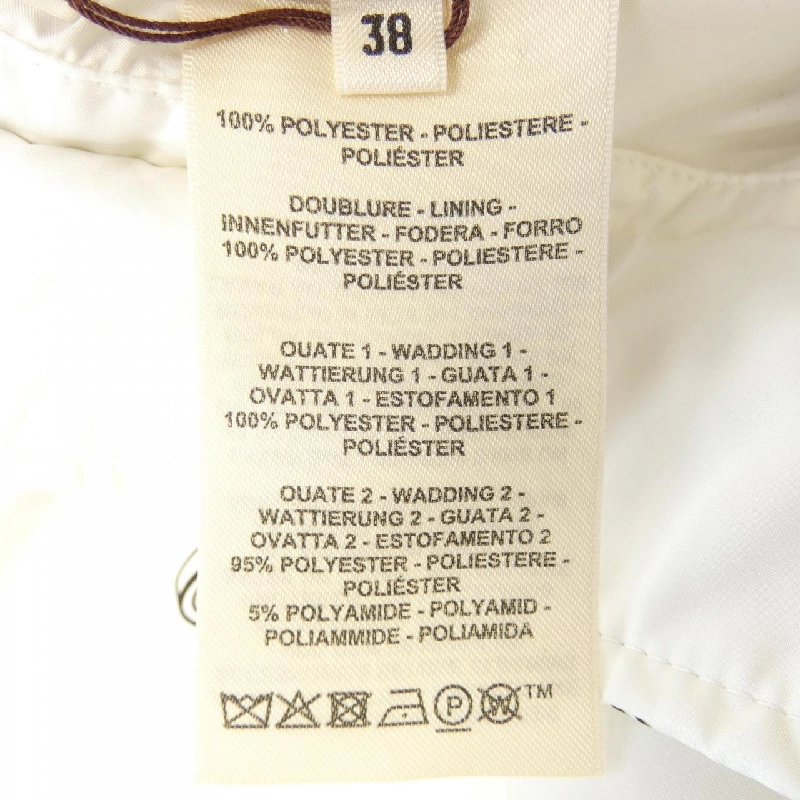 38
100% POLYESTER - POLIESTERE -
POLIÉSTER
DOUBLURE - LINING -
INNENFUTTER - FODERA - FORRO
100% POLYESTER - POLIESTERE -
POLIÉSTER
OUATE 1 - WADDING 1 -
WATTIERUNG 1 - GUATA 1 -
OVATTA 1 - ESTOFAMENTO 1
100% POLYESTER - POLIESTERE -
POLIÉSTER
OUATE 2 - WADDING 2 -
WATTIERUNG 2 - GUATA 2 -
OVATTA 2 - ESTOFAMENTO 2
95% POLYESTER - POLIESTERE -
POLIÉSTER
5% POLYAMIDE - POLYAMID -
POLIAMMIDE - POLIAMIDA
P W TM